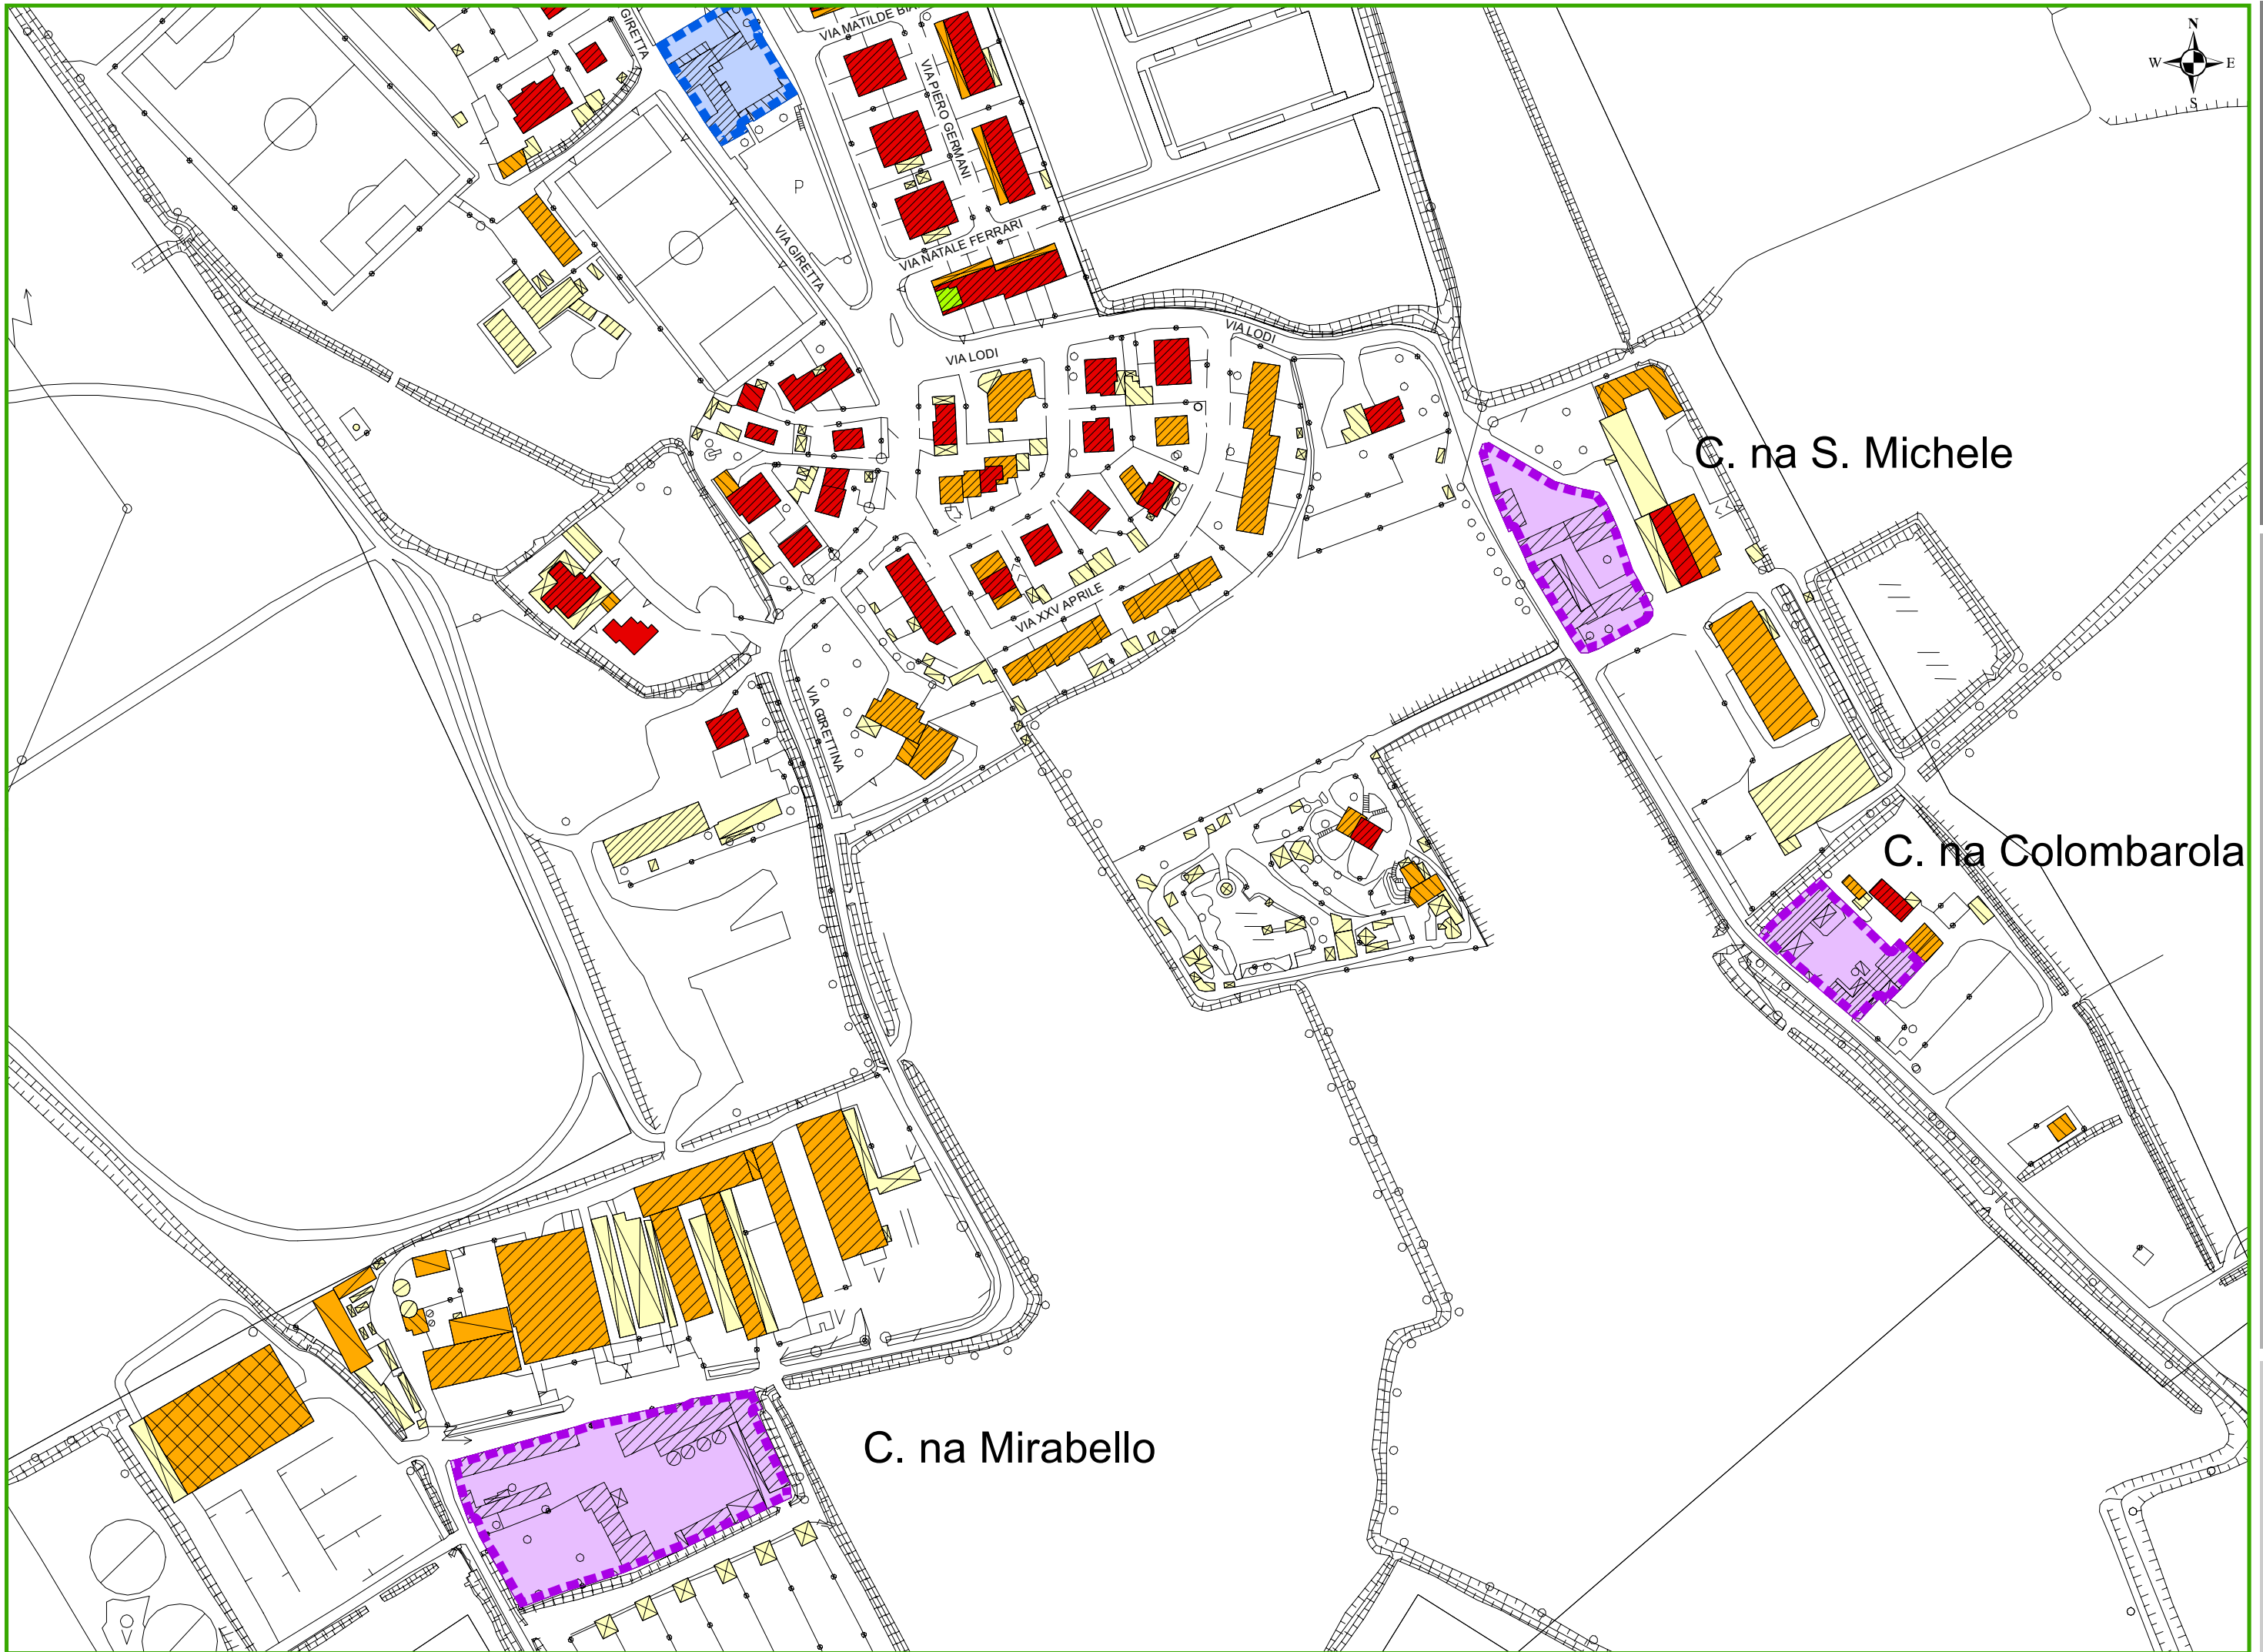 GIRETTA
VIA MATILDE BIA
N
W E
S
VIA PIERO GERMANI
P
VIA GIRETTA
VIA NATALE FERRARI
VIA LODI
VIA LODI
C. na S. Michele
VIA XXV APRILE
VIA GIRETTINA
C. na Colombarola
C. na Mirabello